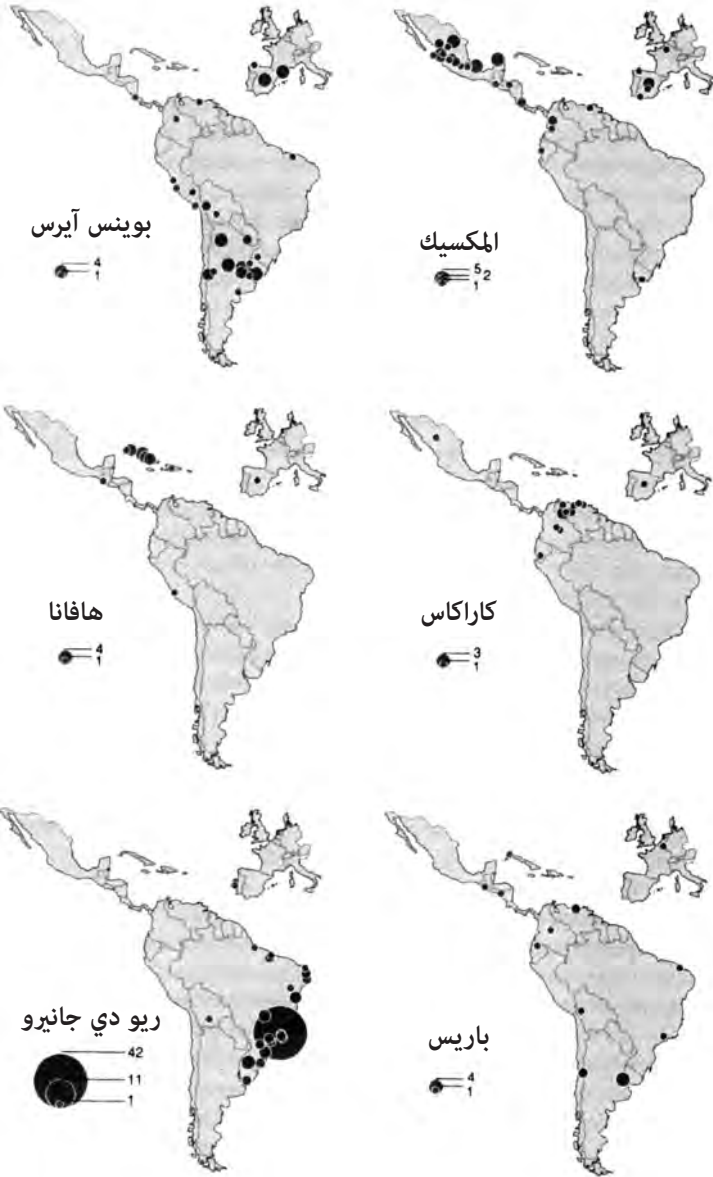 بوينس آيرس
4
1
المكسيك
5
2
1
هافانا
4
1
كاراكاس
3
1
ريو دي جانيرو
42
11
1
باريس
4
1